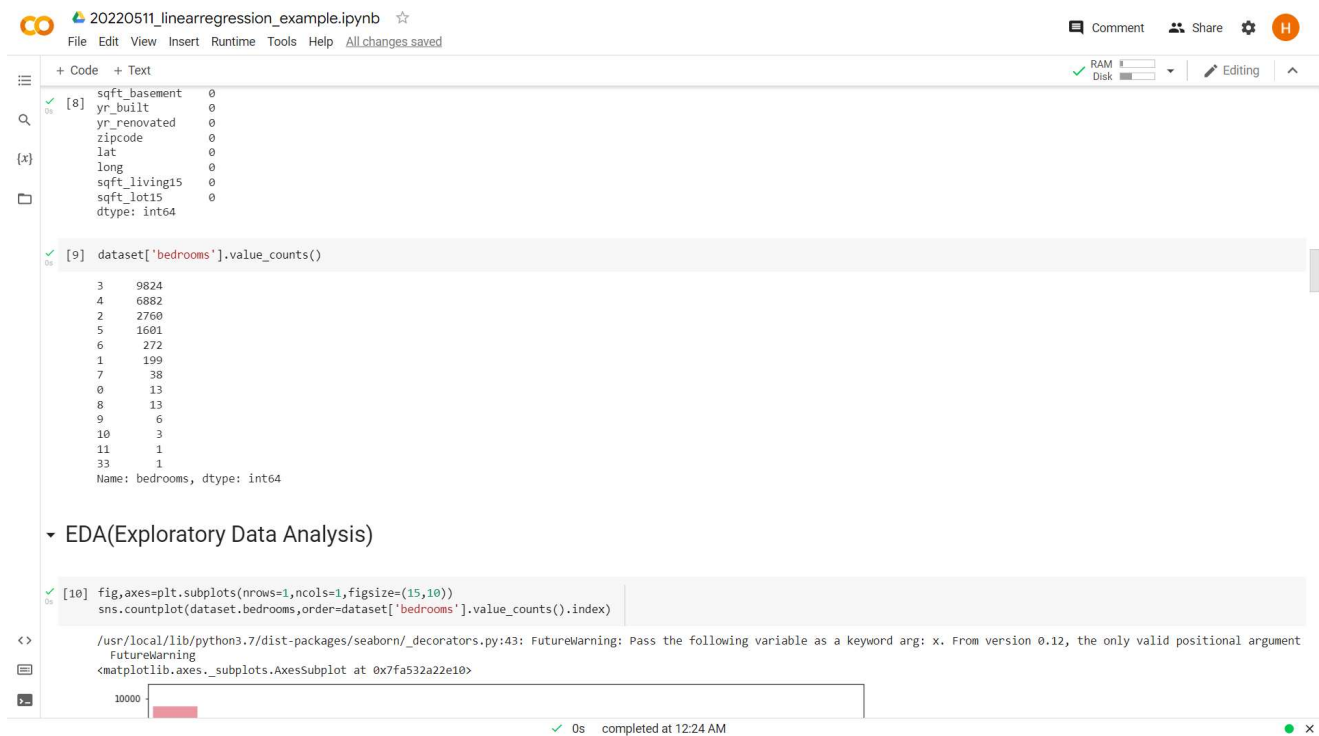 20220511_linearregression_example.ipynb
Comment Share H
File Edit View Insert Runtime Tools Help All changes saved
+ Code + Text
RAM
Disk
Editing
[8]
0s
sqft_basement 0
yr_built 0
yr_renovated 0
zipcode 0
lat 0
long 0
sqft_living15 0
sqft_lot15 0
dtype: int64
{x}
[9] dataset['bedrooms'].value_counts()
0s
3 9824
4 6882
2 2760
5 1601
6 272
1 199
7 38
0 13
8 13
9 6
10 3
11 1
33 1
Name: bedrooms, dtype: int64
EDA(Exploratory Data Analysis)
[10] fig,axes=plt.subplots(nrows=1,ncols=1,figsize=(15,10))
0s
sns.countplot(dataset.bedrooms,order=dataset['bedrooms'].value_counts().index)
/usr/local/lib/python3.7/dist-packages/seaborn/_decorators.py:43: FutureWarning: Pass the following variable as a keyword arg: x. From version 0.12, the only valid positional argument
FutureWarning
<matplotlib.axes._subplots.AxesSubplot at 0x7fa532a22e10>
10000
0s completed at 12:24 AM